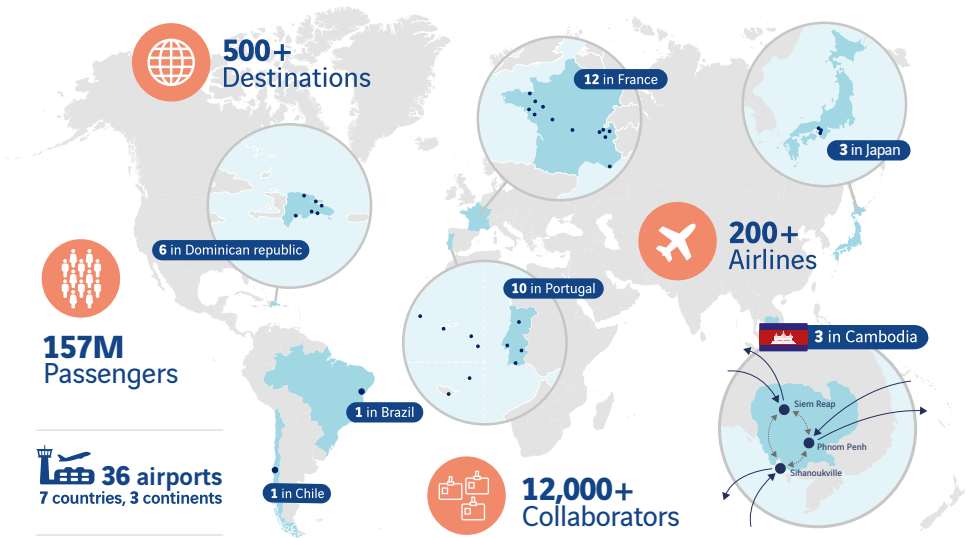 500+
Destinations
12 in France
3 in Japan
6 in Dominican republic
200+
Airlines
10 in Portugal
157M
Passengers
3 in Cambodia
Siem Reap
Phnom Penh
Sihanoukville
1 in Brazil
36 airports
7 countries, 3 continents
1 in Chile
12,000+
Collaborators